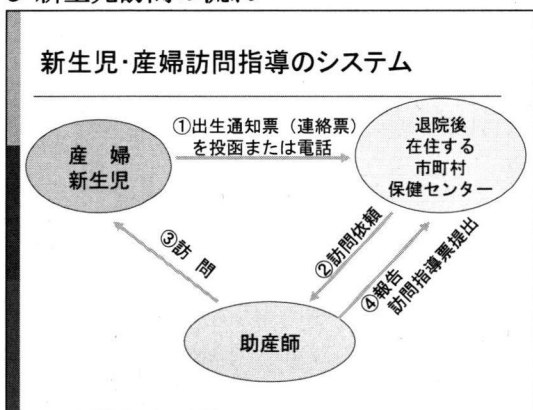 新生児・産婦訪問指導のシステム
①出生通知票（連絡票）
を投函または電話
産　婦
新生児
退院後
在住する
市町村
保健センター
②訪問依頼
③訪　問
④報告
訪問指導票提出
助産師